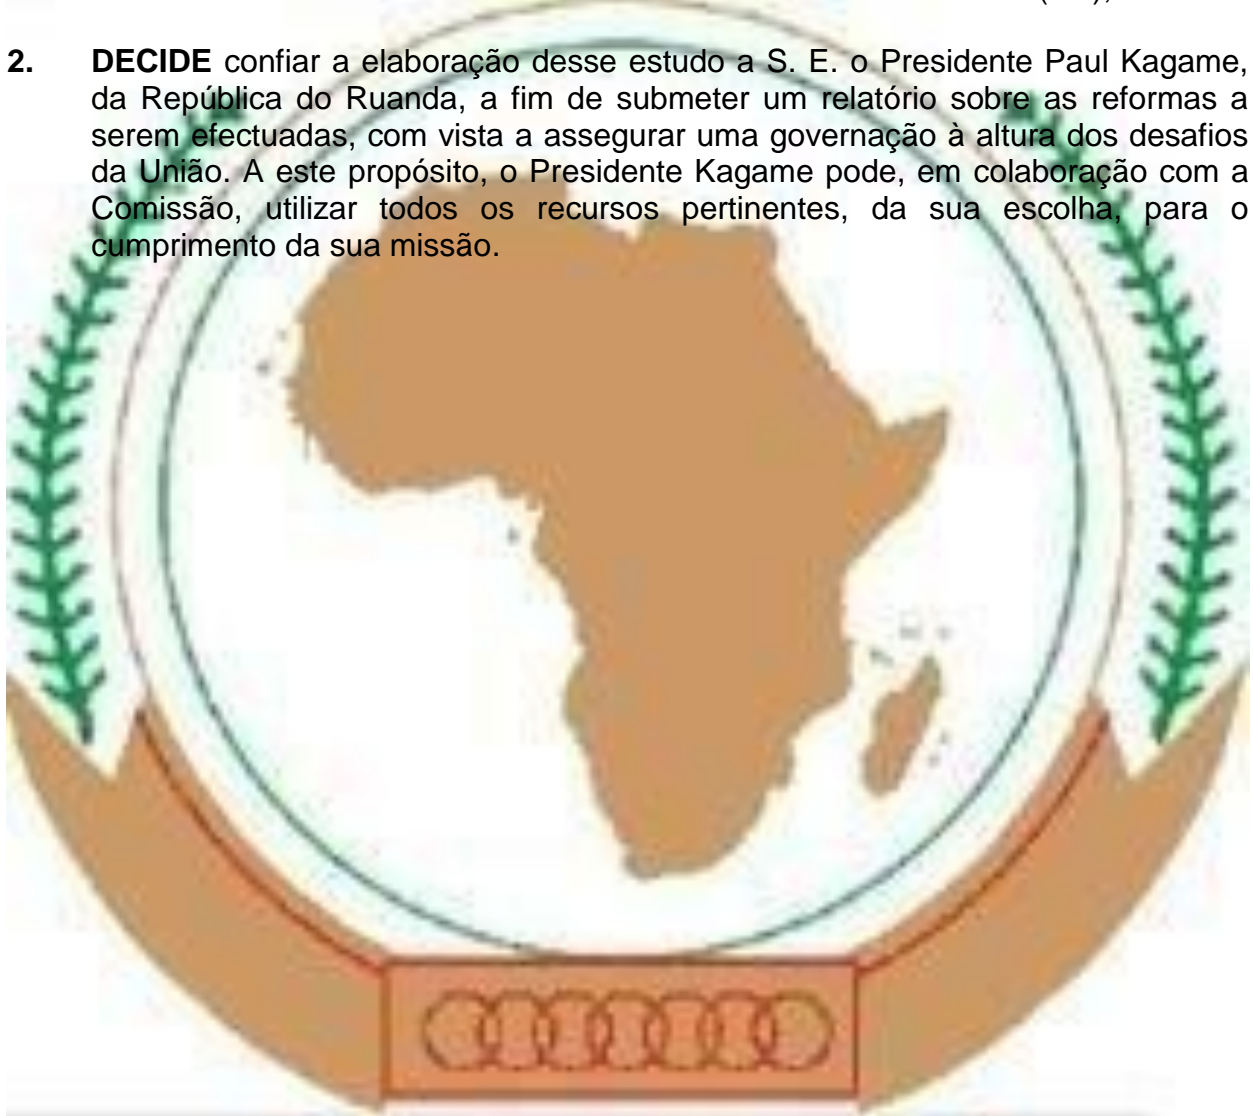 2. DECIDE confiar a elaboração desse estudo a S. E. o Presidente Paul Kagame,
da República do Ruanda, a fim de submeter um relatório sobre as reformas a
serem efectuadas, com vista a assegurar uma governação à altura dos desafios
da União. A este propósito, o Presidente Kagame pode, em colaboração com a
Comissão, utilizar todos os recursos pertinentes, da sua escolha, para o
cumprimento da sua missão.